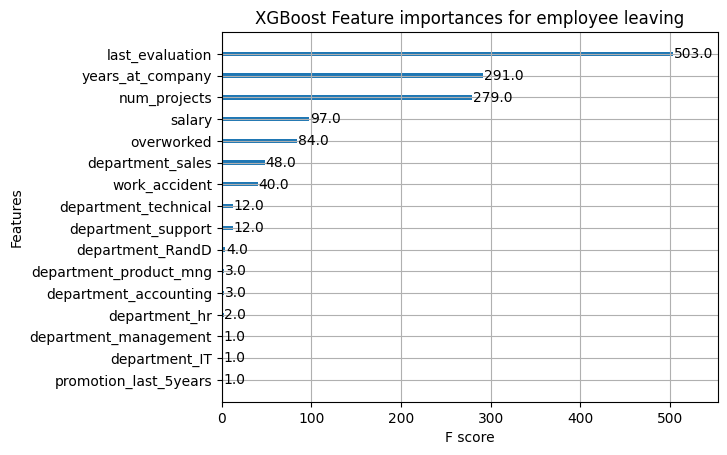 XGBoost Feature importances for employee leaving
last_evaluation 503.0
years_at_company 291.0
num_projects 279.0
salary 97.0
overworked 84.0
department_sales 48.0
work_accident 40.0
department_technical 12.0
department_support 12.0
department_RandD 4.0
department_product_mng 3.0
department_accounting 3.0
department_hr 2.0
department_management 1.0
department_IT 1.0
promotion_last_5years 1.0
Features
0 100 200 300 400 500
F score